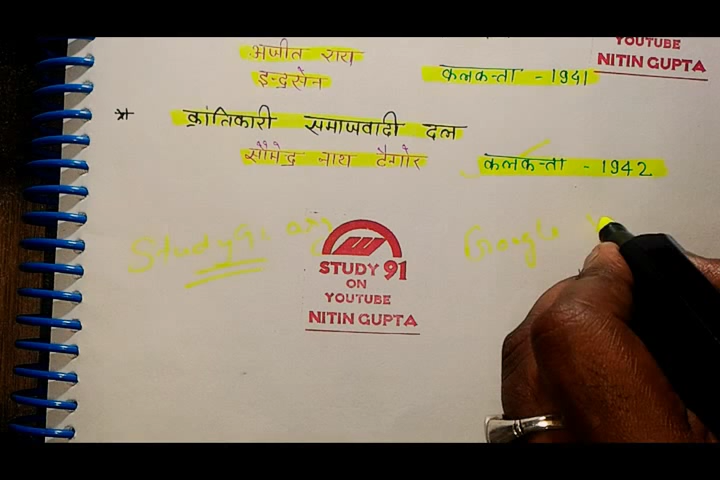 YOUTUBE
NITIN GUPTA
अजीत राय
इन्द्रसेन
कलकत्ता - 1941
* क्रांतिकारी समाजवादी दल
सौमेन्द्र नाथ टैगोर
कलकत्ता - 1942
Google
STUDY 91
ON
YOUTUBE
NITIN GUPTA